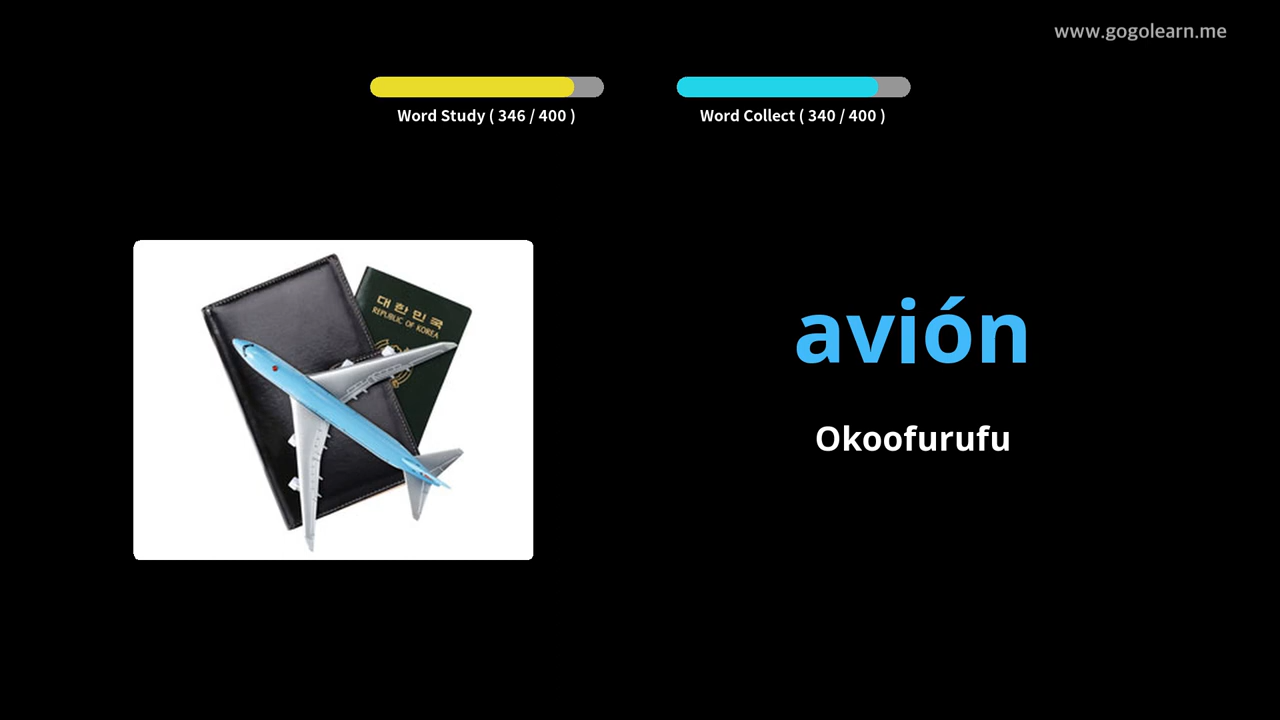 www.gogolearn.me
Word Study ( 346 / 400 )
Word Collect ( 340 / 400 )
대한민국
REPUBLIC OF KOREA
avión
Okoofurufu